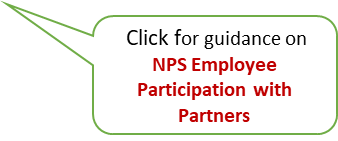 Click for guidance on
NPS Employee
Participation with
Partners